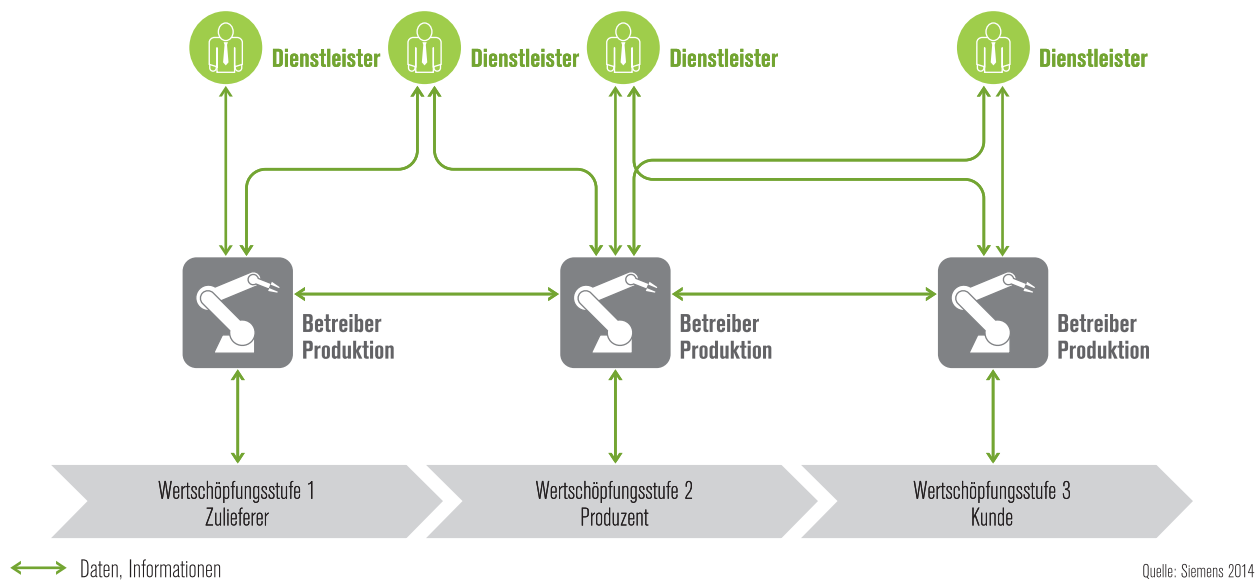 Dienstleister
Dienstleister
Dienstleister
Dienstleister
Betreiber
Produktion
Betreiber
Produktion
Betreiber
Produktion
Wertschöpfungsstufe 1
Zulieferer
Wertschöpfungsstufe 2
Produzent
Wertschöpfungsstufe 3
Kunde
Daten, Informationen
Quelle: Siemens 2014